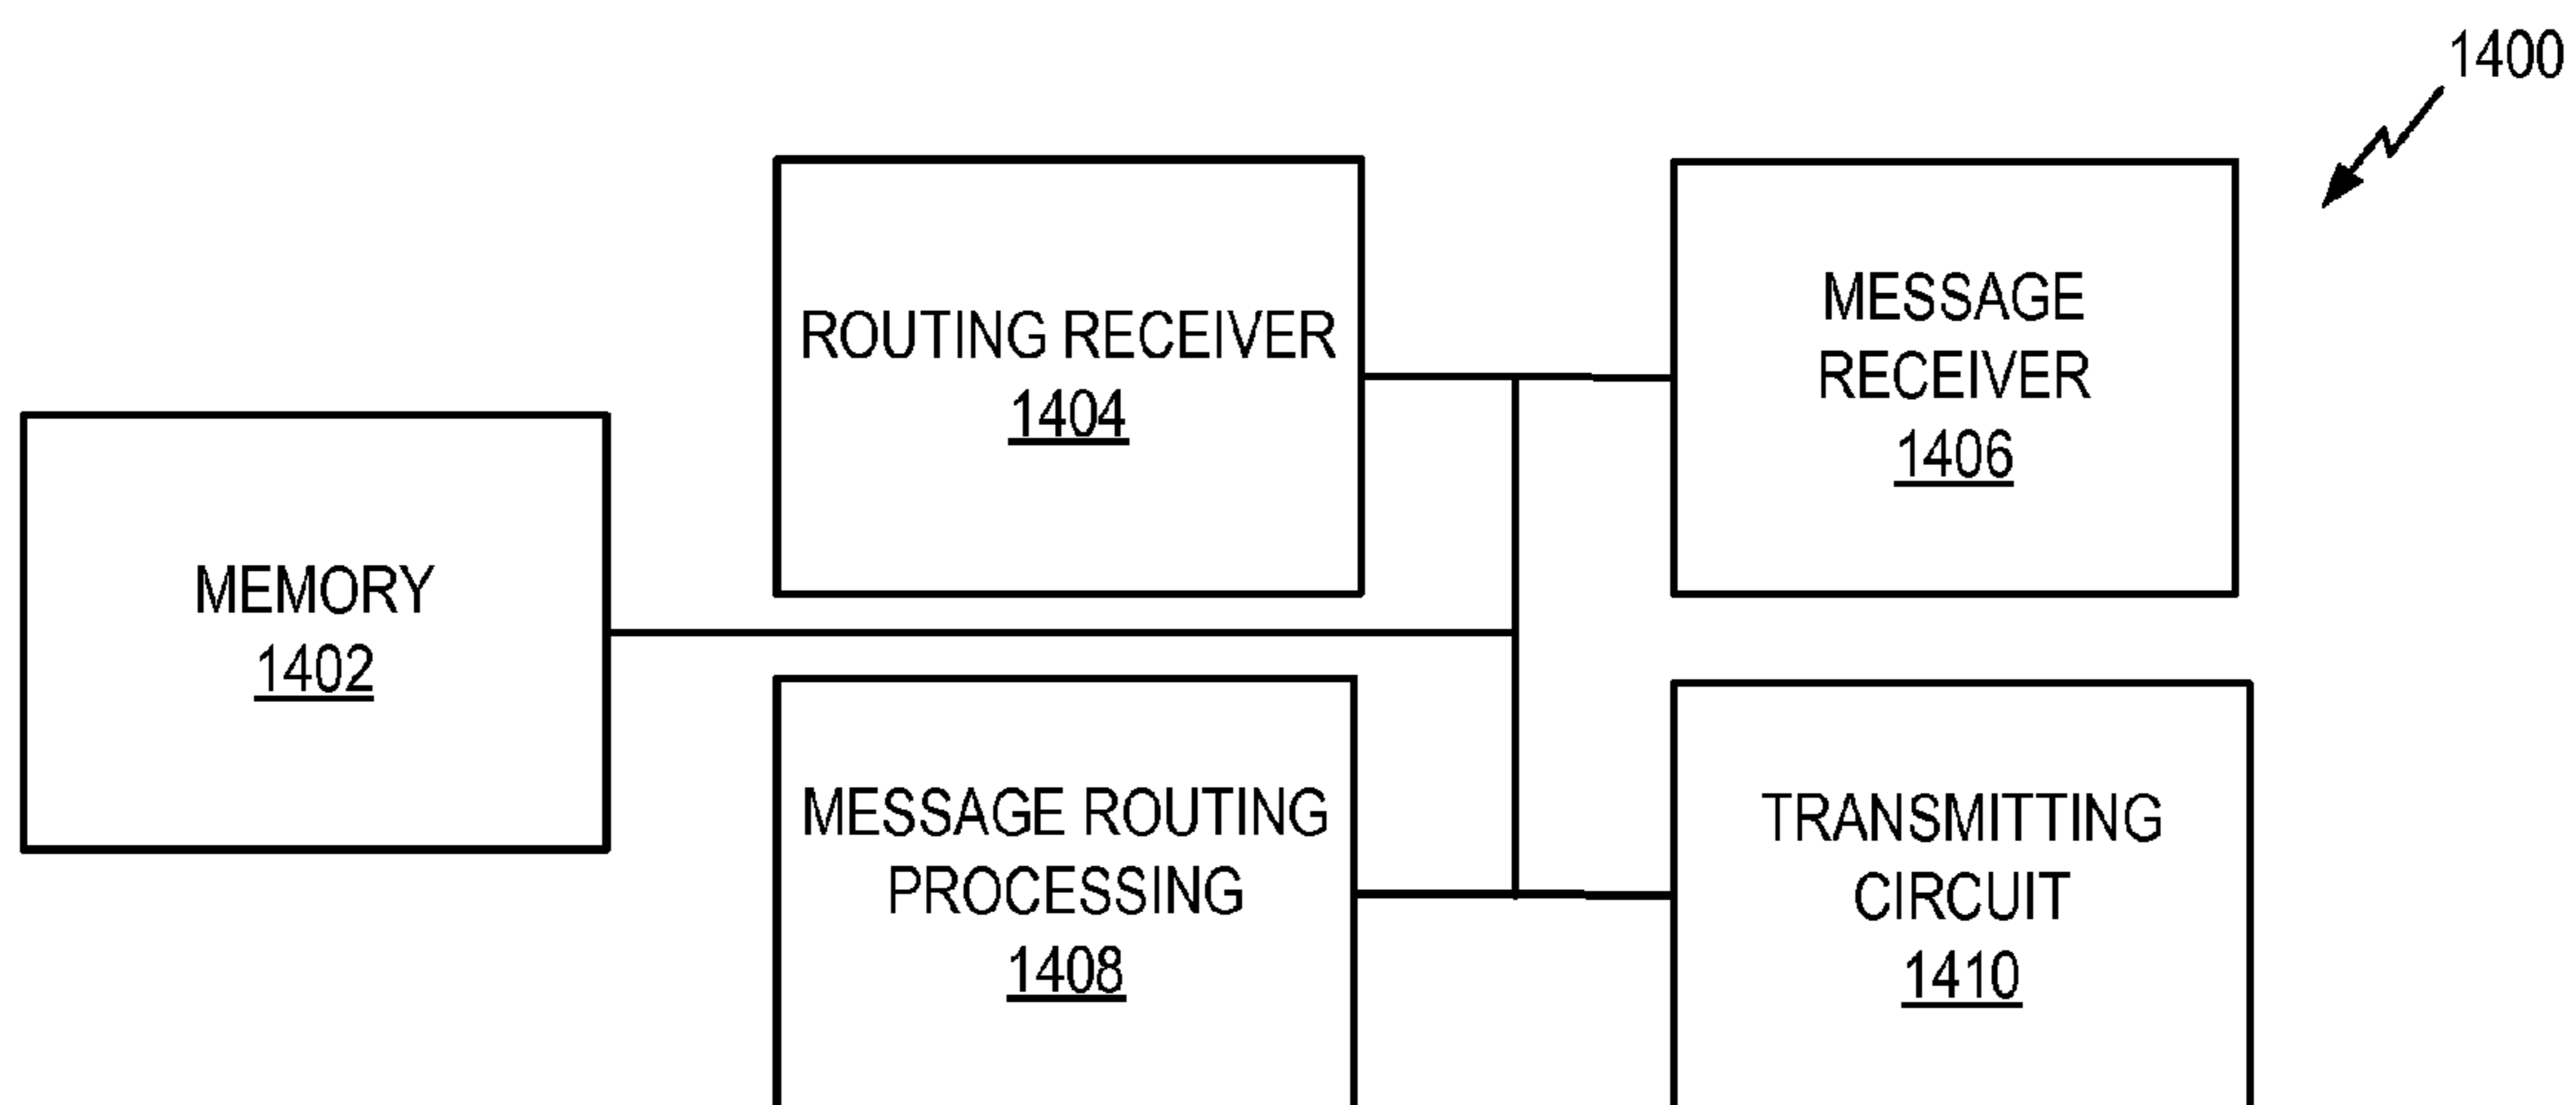 1400
ROUTING RECEIVER
1404
MESSAGE
RECEIVER
1406
MEMORY
1402
MESSAGE ROUTING
PROCESSING
1408
TRANSMITTING
CIRCUIT
1410